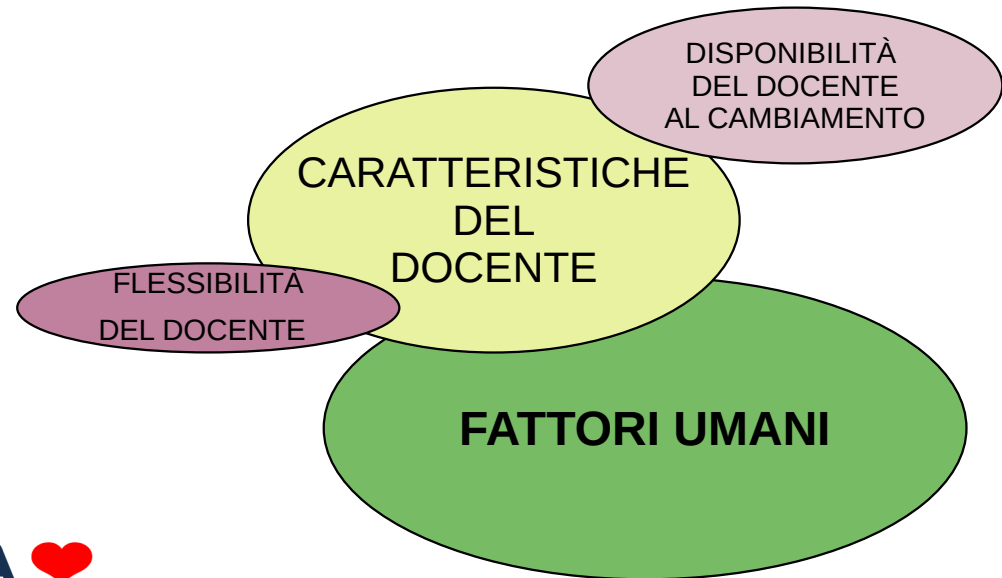 DISPONIBILITÀ
DEL DOCENTE
AL CAMBIAMENTO
CARATTERISTICHE
DEL
DOCENTE
FLESSIBILITÀ
DEL DOCENTE
FATTORI UMANI
A